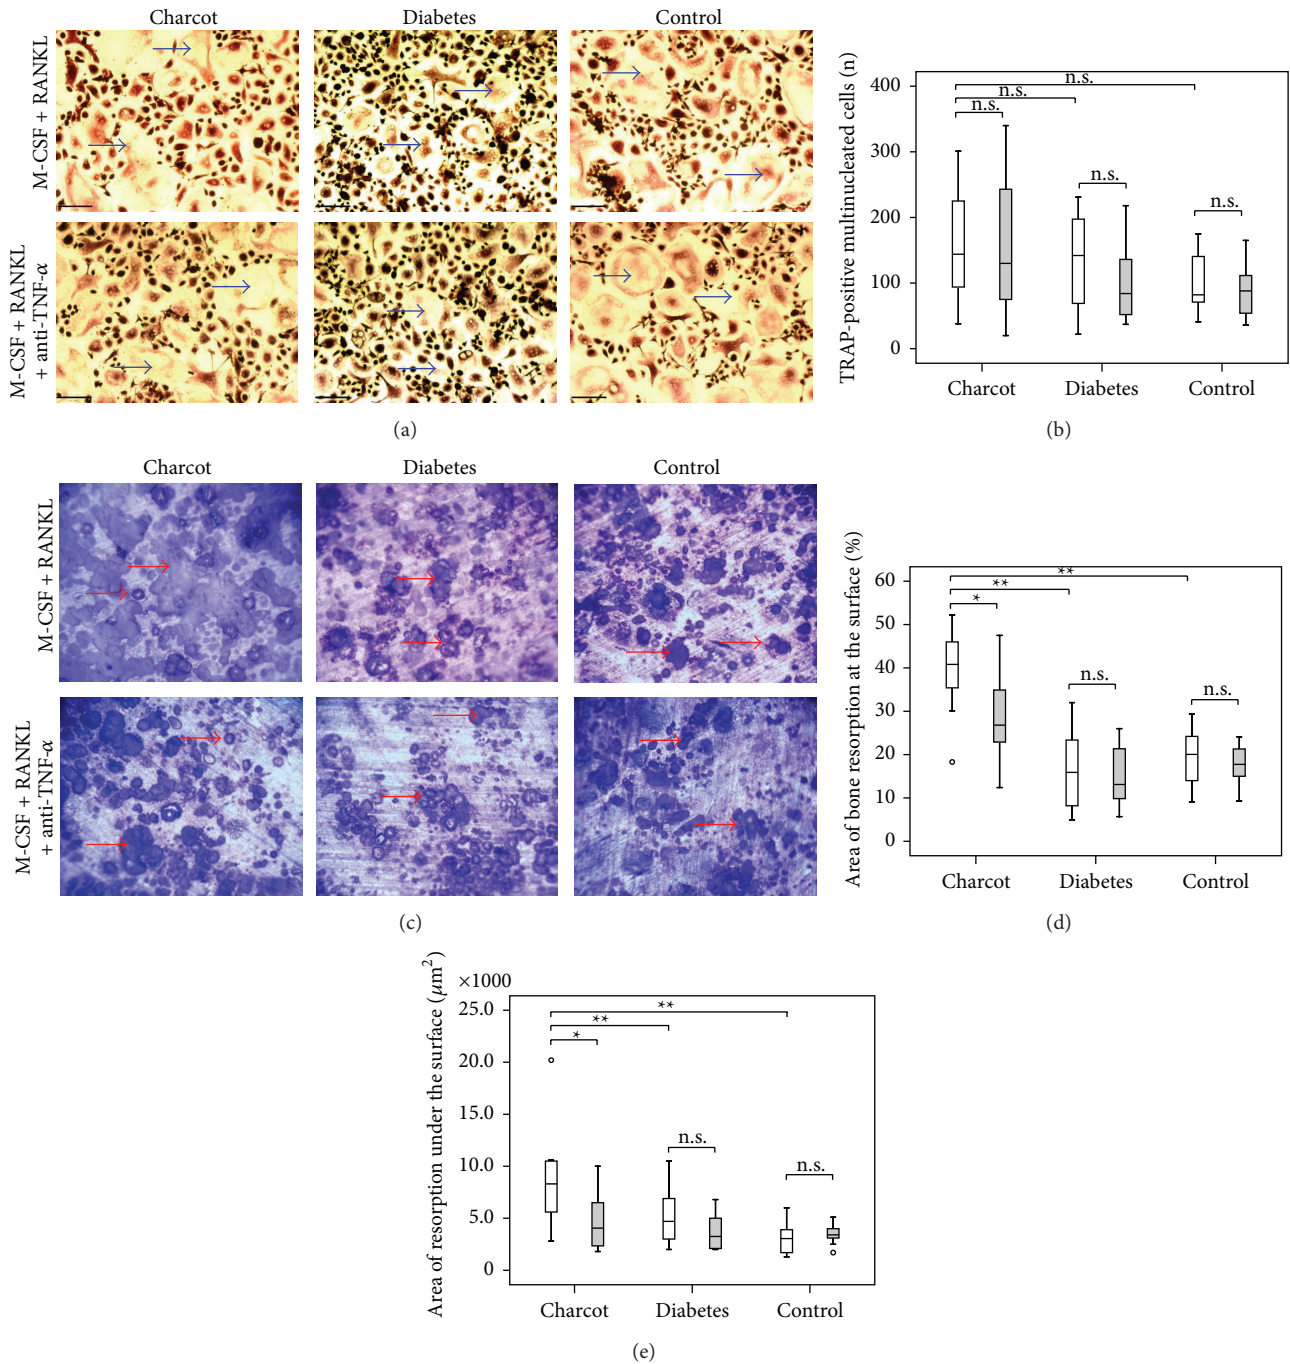 Charcot
Diabetes
Control
M-CSF + RANKL
M-CSF + RANKL
+ anti-TNF-α
(a)
TRAP-positive multinucleated cells (n)
400
300
200
100
0
n.s.
n.s.
n.s.
n.s.
n.s.
Charcot
Diabetes
Control
(b)
Charcot
Diabetes
Control
M-CSF + RANKL
M-CSF + RANKL
+ anti-TNF-α
(c)
Area of bone resorption at the surface (%)
60
50
40
30
20
10
0
**
**
*
n.s.
n.s.
Charcot
Diabetes
Control
(d)
Area of resorption under the surface (μm²)
×1000
25.0
20.0
15.0
10.0
5.0
0
**
**
*
n.s.
n.s.
Charcot
Diabetes
Control
(e)